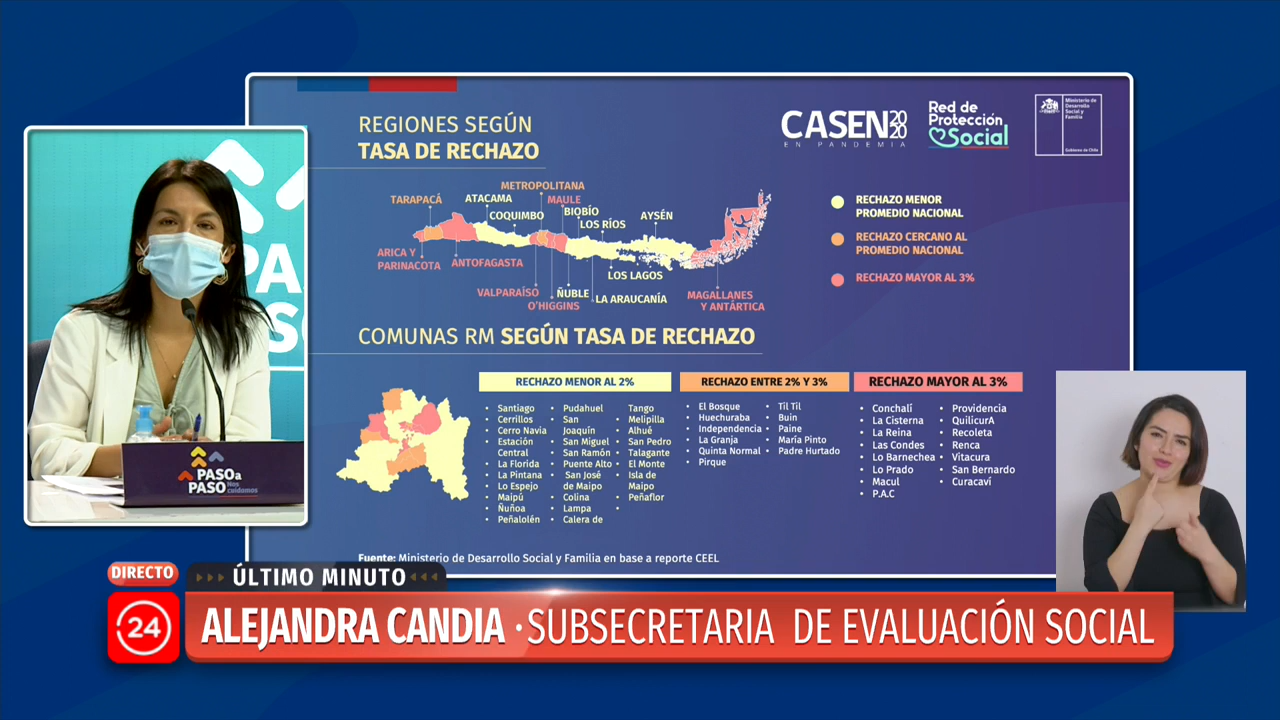 REGIONES SEGÚN
TASA DE RECHAZO
CASEN 2020
EN PANDEMIA
Red de
Protección
Social
Ministerio de
Desarrollo
Social y
Familia
Gobierno de Chile
METROPOLITANA
TARAPACÁ
ATACAMA
MAULE
COQUIMBO
BIOBÍO
LOS RÍOS
AYSÉN
ARICA Y
PARINACOTA
ANTOFAGASTA
LOS LAGOS
VALPARAÍSO
ÑUBLE
LA ARAUCANÍA
O'HIGGINS
MAGALLANES
Y ANTÁRTICA
RECHAZO MENOR
PROMEDIO NACIONAL
RECHAZO CERCANO AL
PROMEDIO NACIONAL
RECHAZO MAYOR AL 3%
COMUNAS RM SEGÚN TASA DE RECHAZO
RECHAZO MENOR AL 2%
• Santiago
• Cerrillos
• Cerro Navia
• Estación
Central
• La Florida
• La Pintana
• Lo Espejo
• Maipú
• Ñuñoa
• Peñalolén
• Pudahuel
• San
Joaquín
• San Miguel
• San Ramón
• Puente Alto
• San José
de Maipo
• Colina
• Lampa
• Calera de
Tango
• Melipilla
• Alhué
• San Pedro
• Talagante
• El Monte
• Isla de
Maipo
• Peñaflor
•
RECHAZO ENTRE 2% Y 3%
• El Bosque
• Huechuraba
• Independencia
• La Granja
• Quinta Normal
• Pirque
• Til Til
• Buin
• Paine
• María Pinto
• Padre Hurtado
RECHAZO MAYOR AL 3%
• Conchalí
• La Cisterna
• La Reina
• Las Condes
• Lo Barnechea
• Lo Prado
• Macul
• P.A.C
• Providencia
• QuilicurA
• Recoleta
• Renca
• Vitacura
• San Bernardo
• Curacaví
Fuente: Ministerio de Desarrollo Social y Familia en base a reporte CEEL
PASO a
PASO
Nos
cuidamos
DIRECTO
ÚLTIMO MINUTO
24
ALEJANDRA CANDIA · SUBSECRETARIA DE EVALUACIÓN SOCIAL